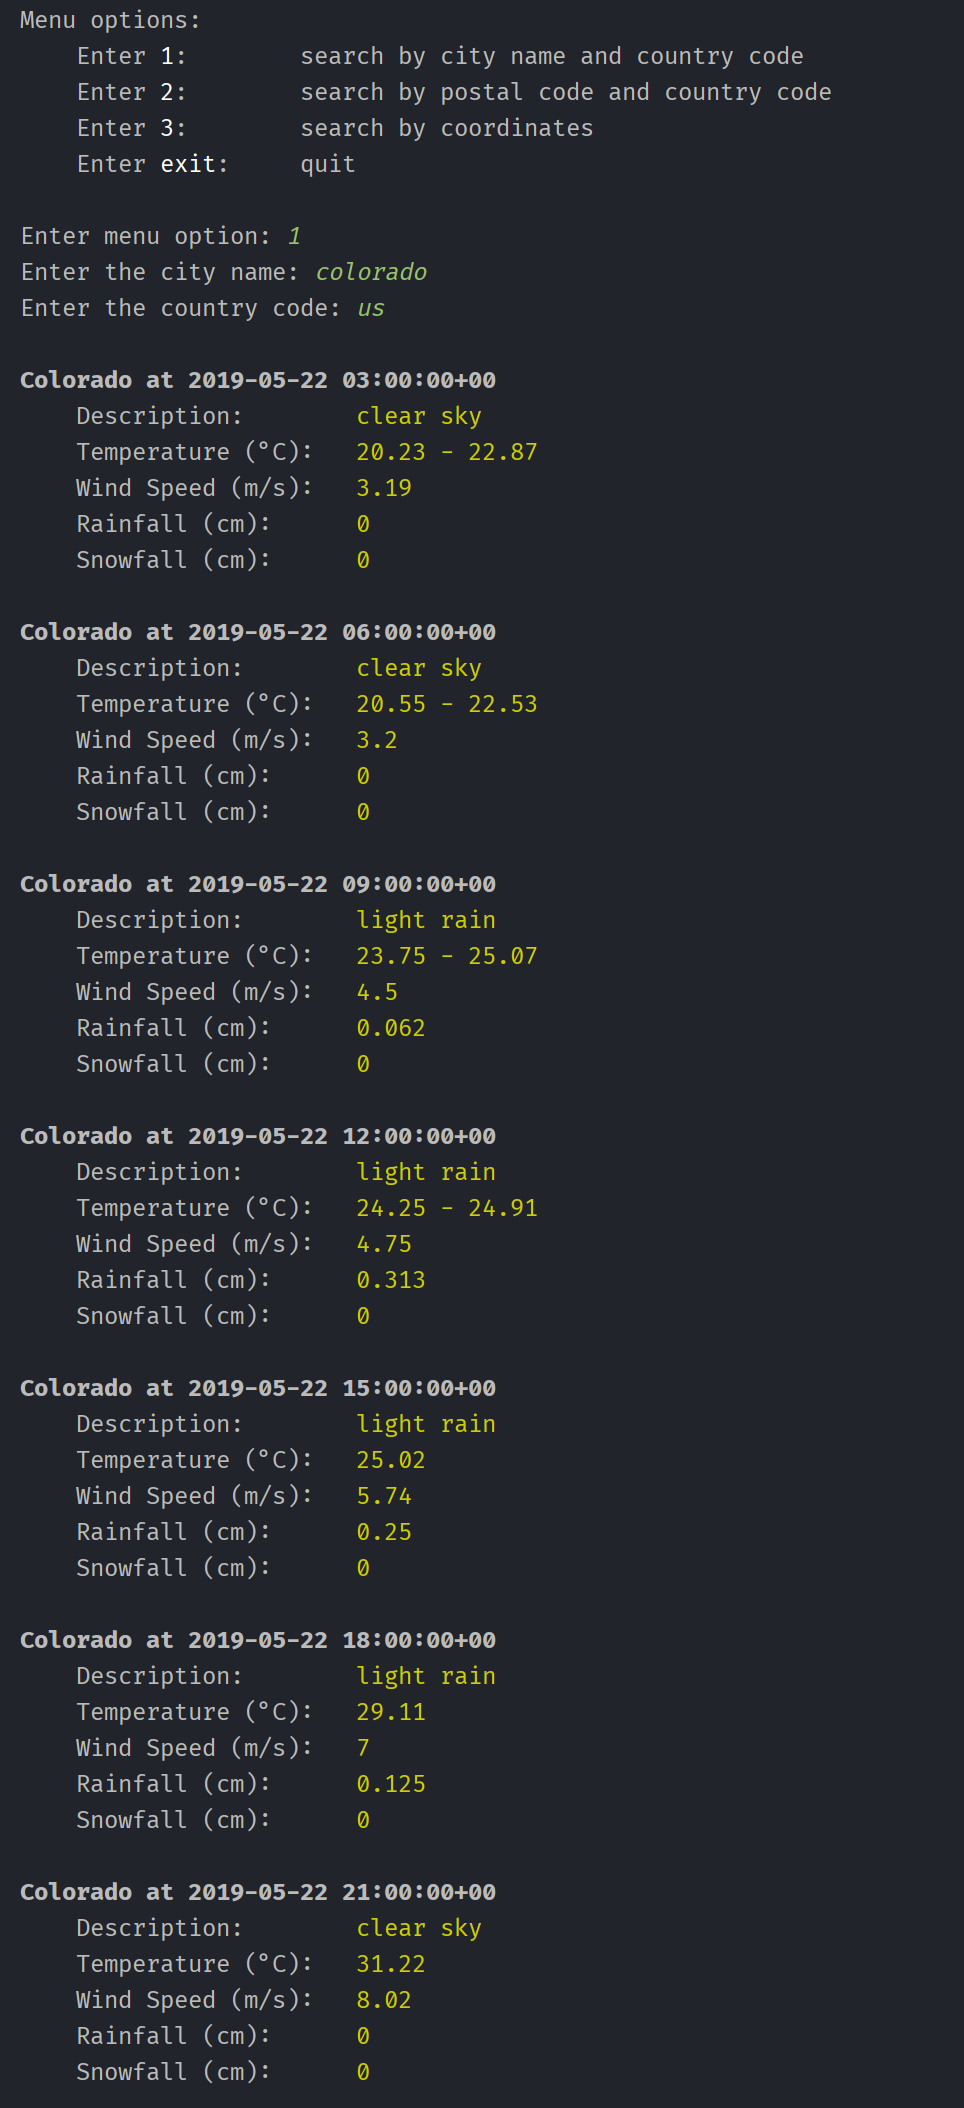 Menu options:
    Enter 1:        search by city name and country code
    Enter 2:        search by postal code and country code
    Enter 3:        search by coordinates
    Enter exit:     quit

Enter menu option: 1
Enter the city name: colorado
Enter the country code: us

Colorado at 2019-05-22 03:00:00+00
    Description:        clear sky
    Temperature (°C):   20.23 - 22.87
    Wind Speed (m/s):   3.19
    Rainfall (cm):      0
    Snowfall (cm):      0

Colorado at 2019-05-22 06:00:00+00
    Description:        clear sky
    Temperature (°C):   20.55 - 22.53
    Wind Speed (m/s):   3.2
    Rainfall (cm):      0
    Snowfall (cm):      0

Colorado at 2019-05-22 09:00:00+00
    Description:        light rain
    Temperature (°C):   23.75 - 25.07
    Wind Speed (m/s):   4.5
    Rainfall (cm):      0.062
    Snowfall (cm):      0

Colorado at 2019-05-22 12:00:00+00
    Description:        light rain
    Temperature (°C):   24.25 - 24.91
    Wind Speed (m/s):   4.75
    Rainfall (cm):      0.313
    Snowfall (cm):      0

Colorado at 2019-05-22 15:00:00+00
    Description:        light rain
    Temperature (°C):   25.02
    Wind Speed (m/s):   5.74
    Rainfall (cm):      0.25
    Snowfall (cm):      0

Colorado at 2019-05-22 18:00:00+00
    Description:        light rain
    Temperature (°C):   29.11
    Wind Speed (m/s):   7
    Rainfall (cm):      0.125
    Snowfall (cm):      0

Colorado at 2019-05-22 21:00:00+00
    Description:        clear sky
    Temperature (°C):   31.22
    Wind Speed (m/s):   8.02
    Rainfall (cm):      0
    Snowfall (cm):      0